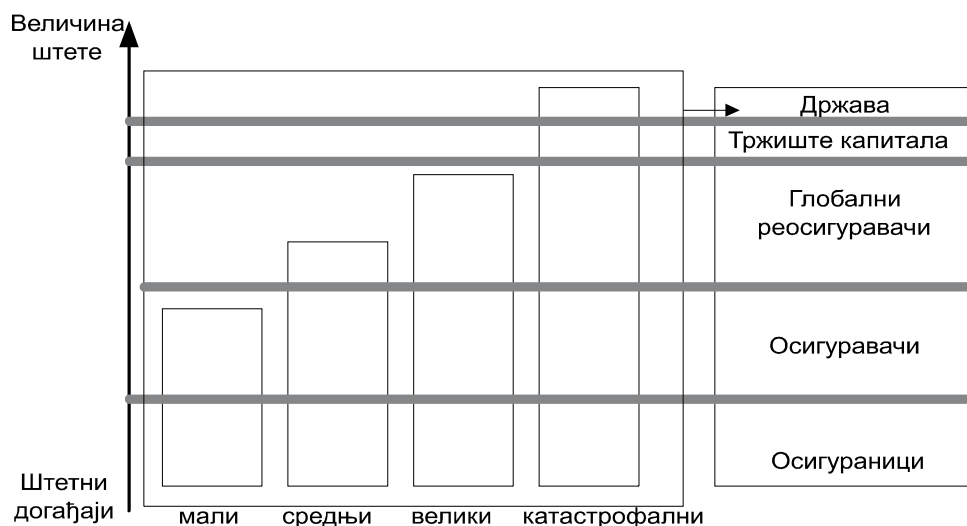 Величина
штете
Држава
Тржиште капитала
Глобални
реосигуравачи
Осигуравачи
Осигураници
Штетни
догађаји
мали
средњи
велики
катастрофални